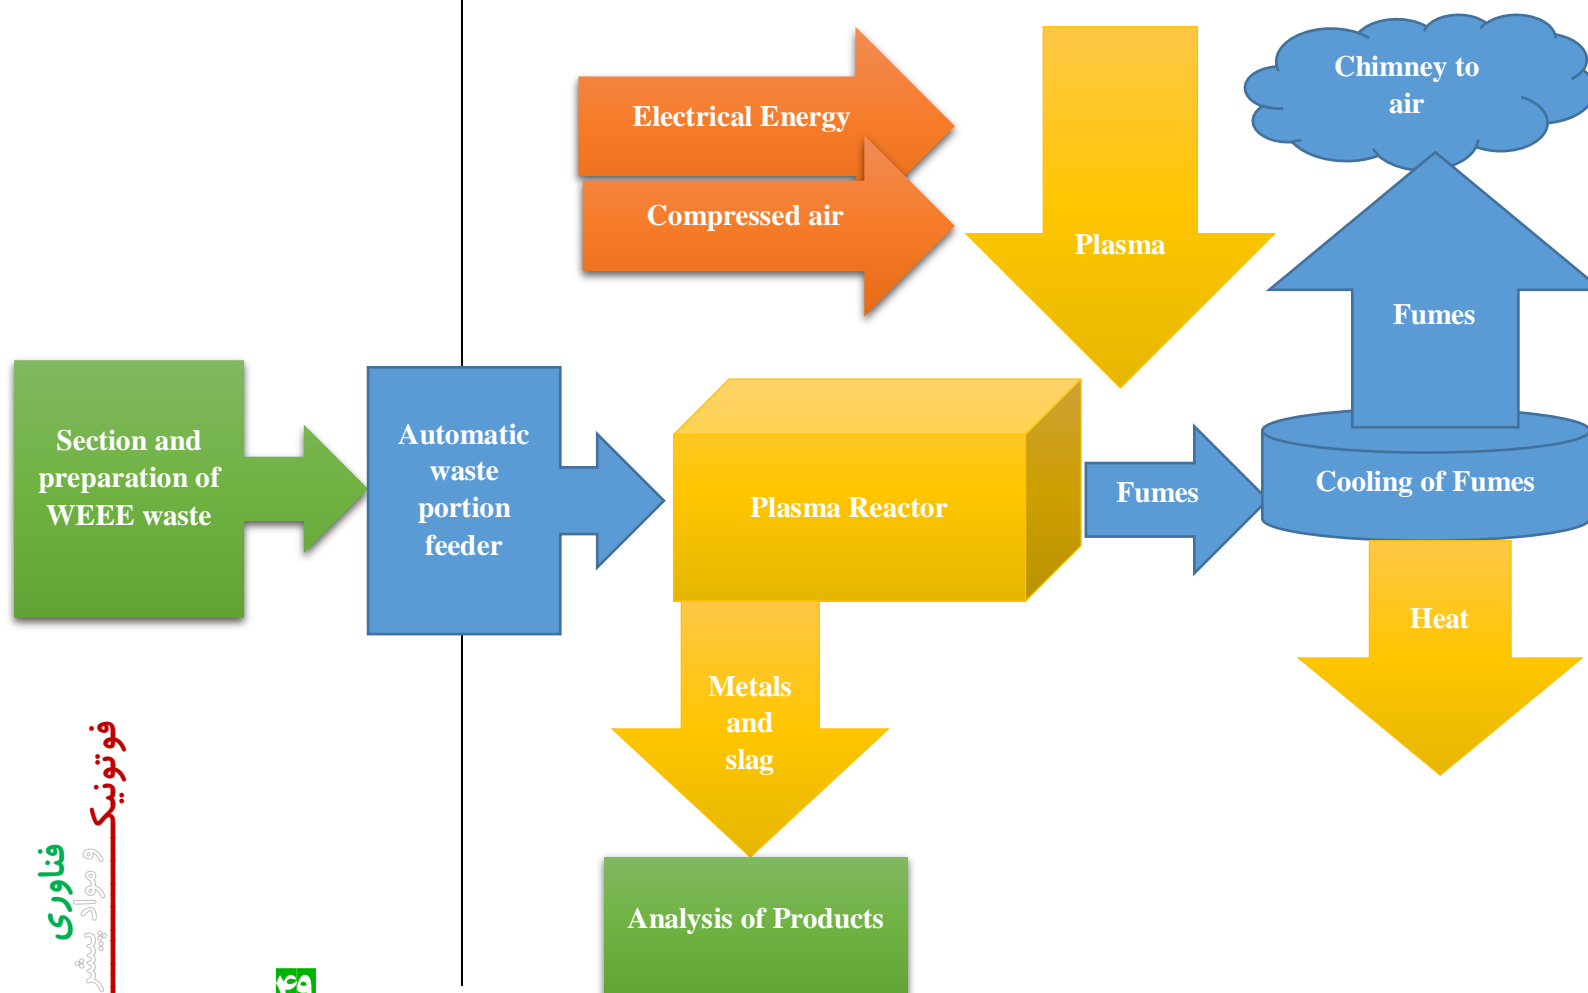 Chimney to
air
Electrical Energy
Compressed air
Plasma
Fumes
Section and
preparation of
WEEE waste
Automatic
waste
portion
feeder
Plasma Reactor
Fumes
Cooling of Fumes
Heat
Metals
and
slag
Analysis of Products
فوتونیک
فناوری
و مواد